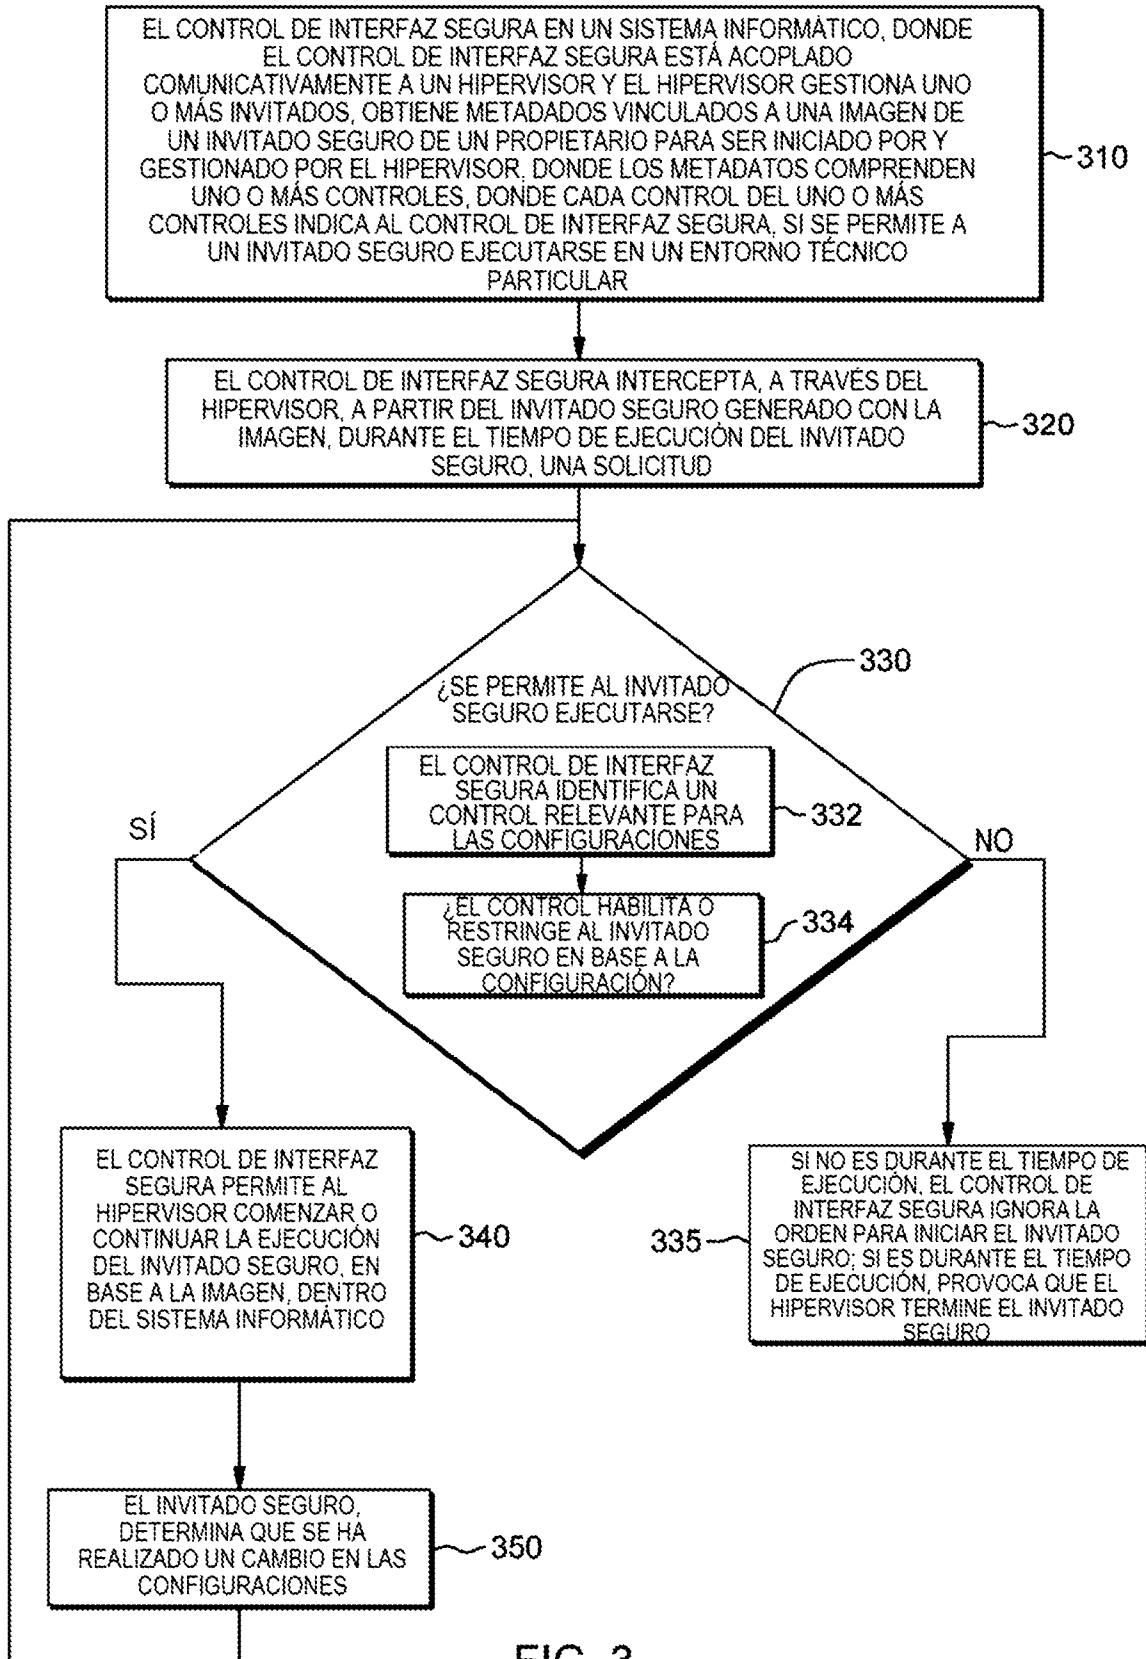 EL CONTROL DE INTERFAZ SEGURA EN UN SISTEMA INFORMÁTICO, DONDE
EL CONTROL DE INTERFAZ SEGURA ESTÁ ACOPLADO
COMUNICATIVAMENTE A UN HIPERVISOR Y EL HIPERVISOR GESTIONA UNO
O MÁS INVITADOS, OBTIENE METADADOS VINCULADOS A UNA IMAGEN DE
UN INVITADO SEGURO DE UN PROPIETARIO PARA SER INICIADO POR Y
GESTIONADO POR EL HIPERVISOR, DONDE LOS METADATOS COMPRENDEN
UNO O MÁS CONTROLES, DONDE CADA CONTROL DEL UNO O MÁS
CONTROLES INDICA AL CONTROL DE INTERFAZ SEGURA, SI SE PERMITE A
UN INVITADO SEGURO EJECUTARSE EN UN ENTORNO TÉCNICO
PARTICULAR
310
EL CONTROL DE INTERFAZ SEGURA INTERCEPTA, A TRAVÉS DEL
HIPERVISOR, A PARTIR DEL INVITADO SEGURO GENERADO CON LA
IMAGEN, DURANTE EL TIEMPO DE EJECUCIÓN DEL INVITADO
SEGURO, UNA SOLICITUD
320
¿SE PERMITE AL INVITADO
SEGURO EJECUTARSE?
330
EL CONTROL DE INTERFAZ
SEGURA IDENTIFICA UN
CONTROL RELEVANTE PARA
LAS CONFIGURACIONES
332
SÍ
NO
¿EL CONTROL HABILITA O
RESTRINGE AL INVITADO
SEGURO EN BASE A LA
CONFIGURACIÓN?
334
EL CONTROL DE INTERFAZ
SEGURA PERMITE AL
HIPERVISOR COMENZAR O
CONTINUAR LA EJECUCIÓN
DEL INVITADO SEGURO, EN
BASE A LA IMAGEN, DENTRO
DEL SISTEMA INFORMÁTICO
340
SI NO ES DURANTE EL TIEMPO DE
EJECUCIÓN, EL CONTROL DE
INTERFAZ SEGURA IGNORA LA
ORDEN PARA INICIAR EL INVITADO
SEGURO; SI ES DURANTE EL TIEMPO
DE EJECUCIÓN, PROVOCA QUE EL
HIPERVISOR TERMINE EL INVITADO
SEGURO
335
EL INVITADO SEGURO,
DETERMINA QUE SE HA
REALIZADO UN CAMBIO EN LAS
CONFIGURACIONES
350
FIG. 3